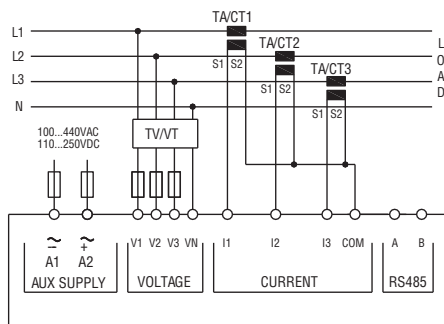 TA/CT1
L1
L
TA/CT2
L2
O
S1 S2
TA/CT3
L3
A
S1 S2
N
D
S1 S2
100...440VAC
110...250VDC
TV/VT
~ ~
- +
V1 V2 V3 VN I1 I2 I3 COM A B
A1 A2
AUX SUPPLY VOLTAGE CURRENT RS485